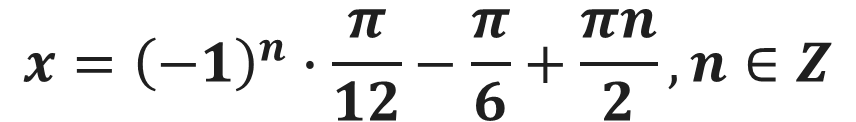 x = (−1)ⁿ · π/12 − π/6 + πn/2, n ∈ Z